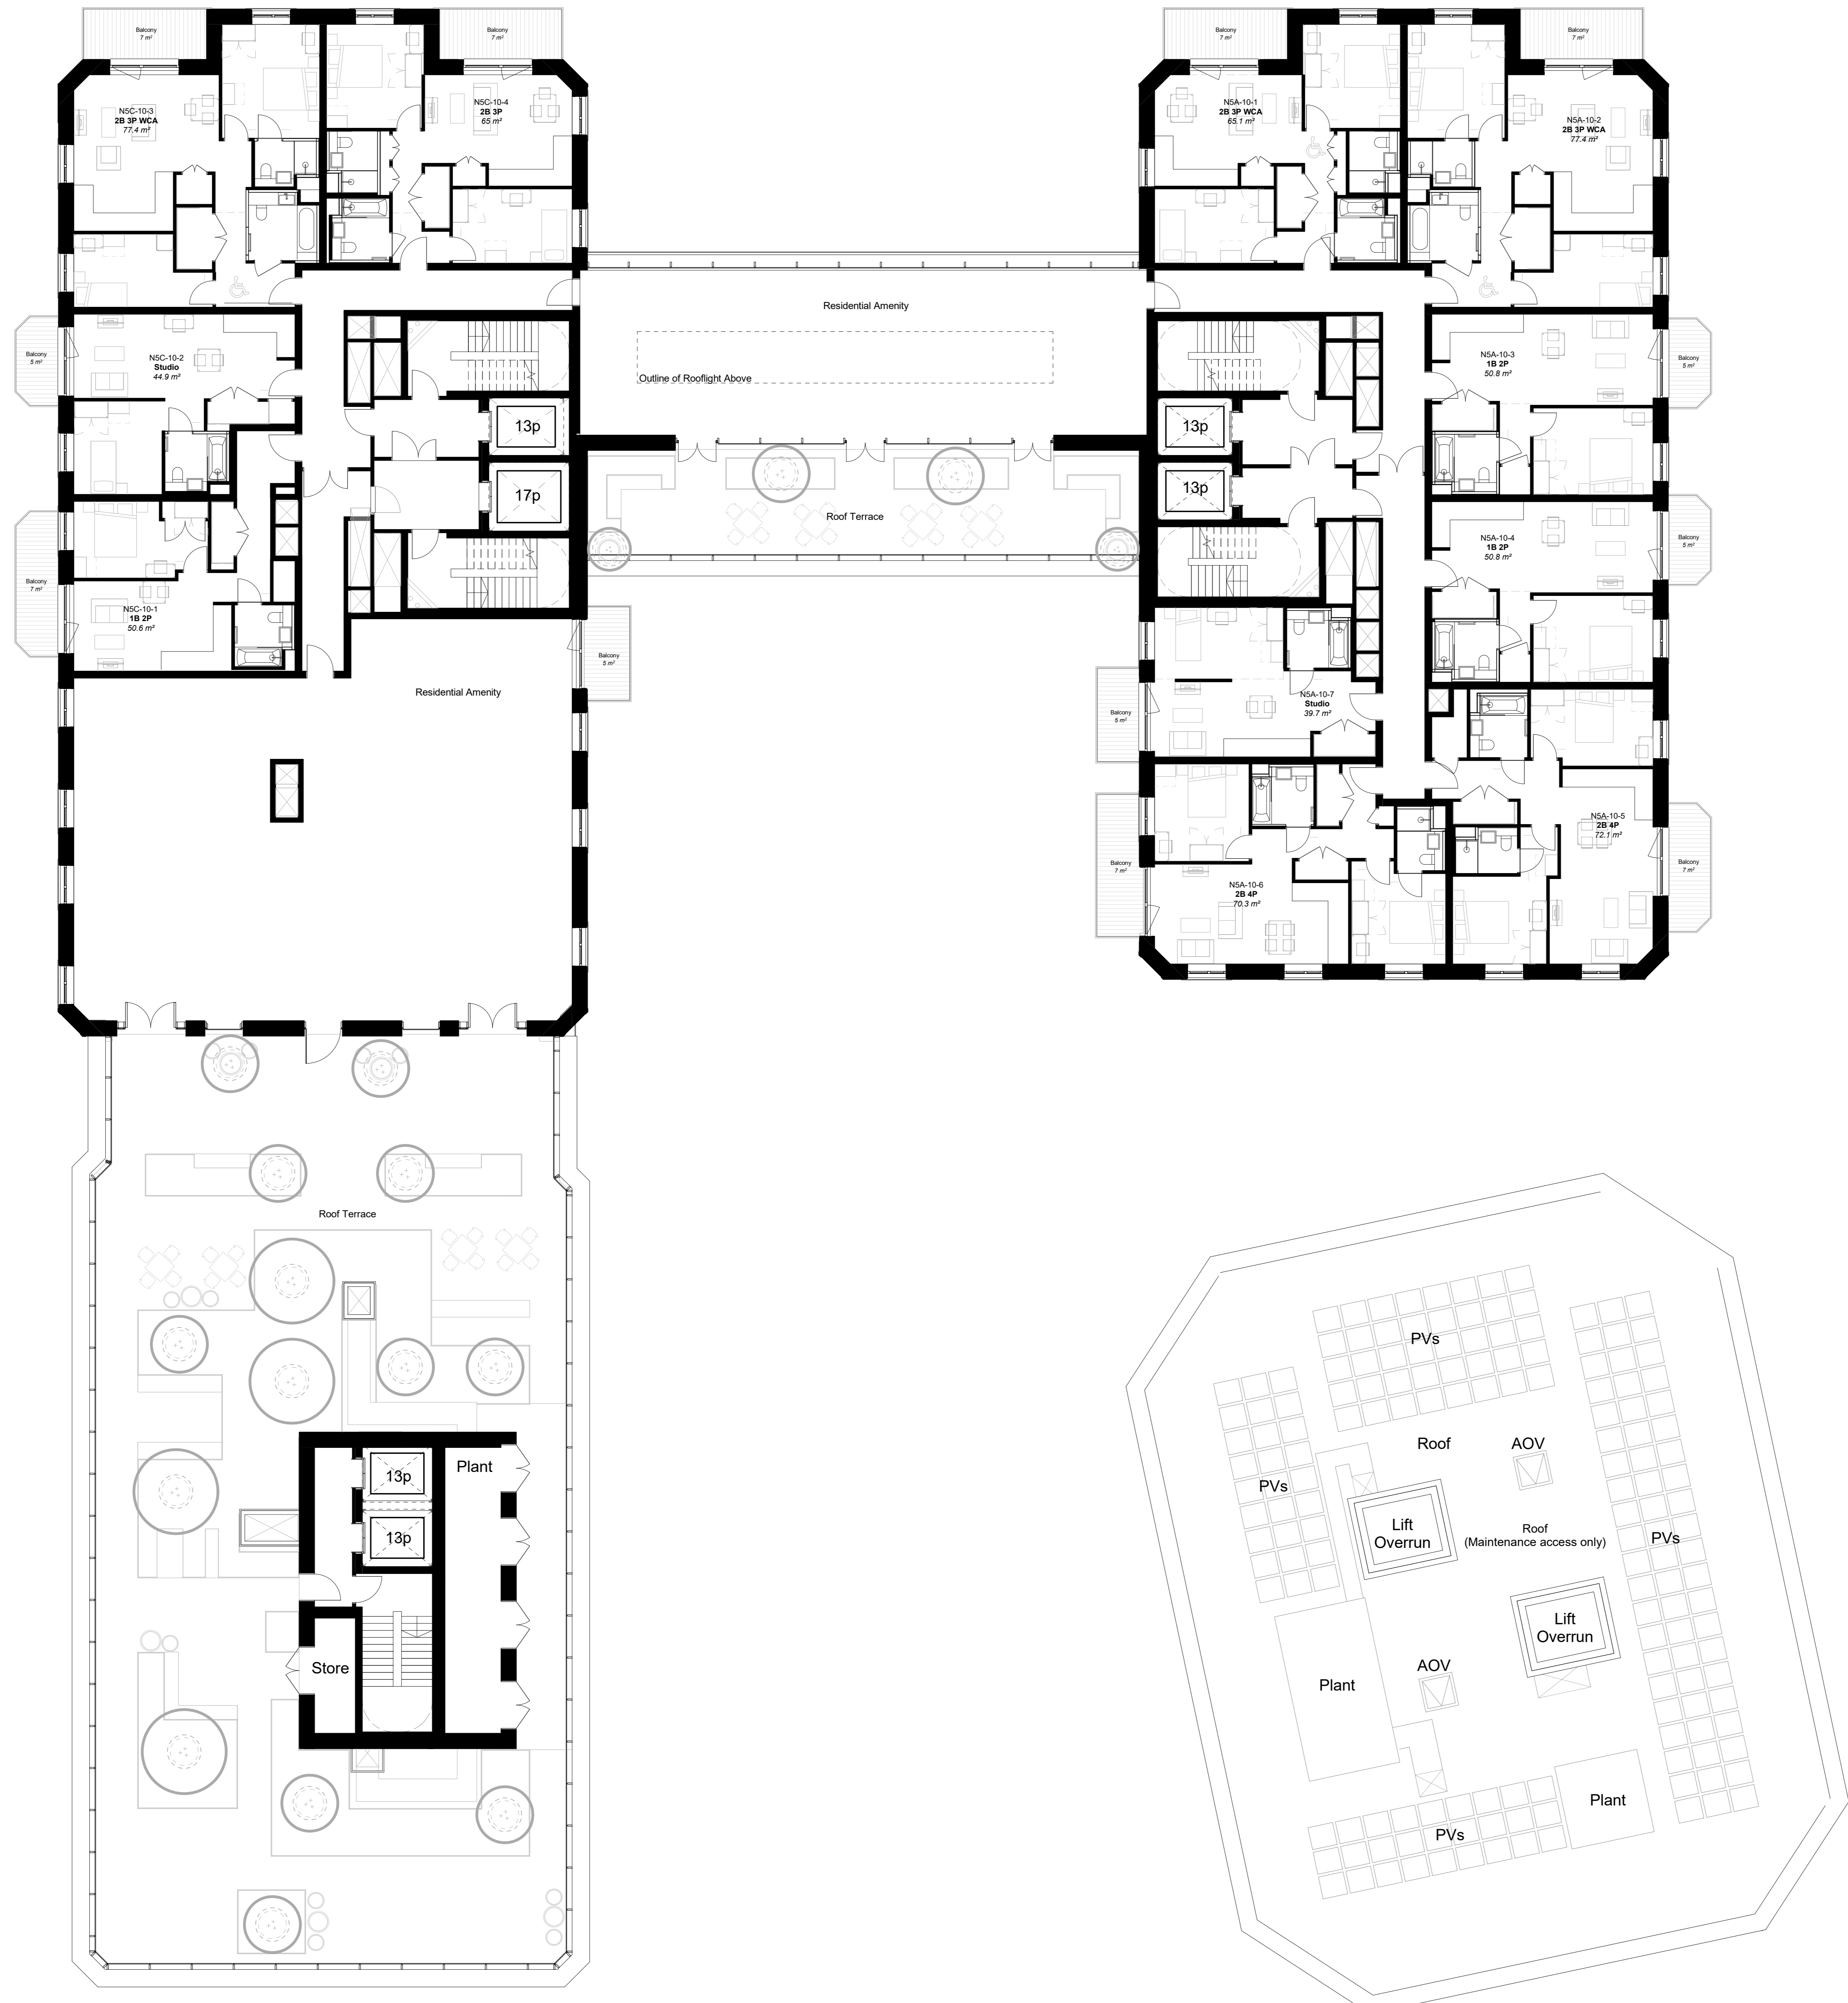 Balcony
7 m²
Balcony
7 m²
Balcony
7 m²
Balcony
7 m²
N5C-10-3
2B 3P WCA
77.4 m²
N5C-10-4
2B 3P
65 m²
N5A-10-1
2B 3P WCA
65.1 m²
N5A-10-2
2B 3P WCA
77.4 m²
Residential Amenity
Outline of Rooflight Above
Balcony
5 m²
N5C-10-2
Studio
44.9 m²
N5A-10-3
1B 2P
50.8 m²
Balcony
5 m²
13p
17p
13p
13p
Roof Terrace
N5A-10-4
1B 2P
50.8 m²
Balcony
5 m²
Balcony
7 m²
N5C-10-1
1B 2P
50.6 m²
Balcony
5 m²
Residential Amenity
Balcony
5 m²
N5A-10-7
Studio
39.7 m²
N5A-10-5
2B 4P
72.1 m²
Balcony
7 m²
Balcony
7 m²
N5A-10-6
2B 4P
70.3 m²
Roof Terrace
13p
13p
Plant
Store
PVs
Roof
AOV
PVs
Lift
Overrun
Roof
(Maintenance access only)
PVs
Lift
Overrun
AOV
Plant
Plant
PVs